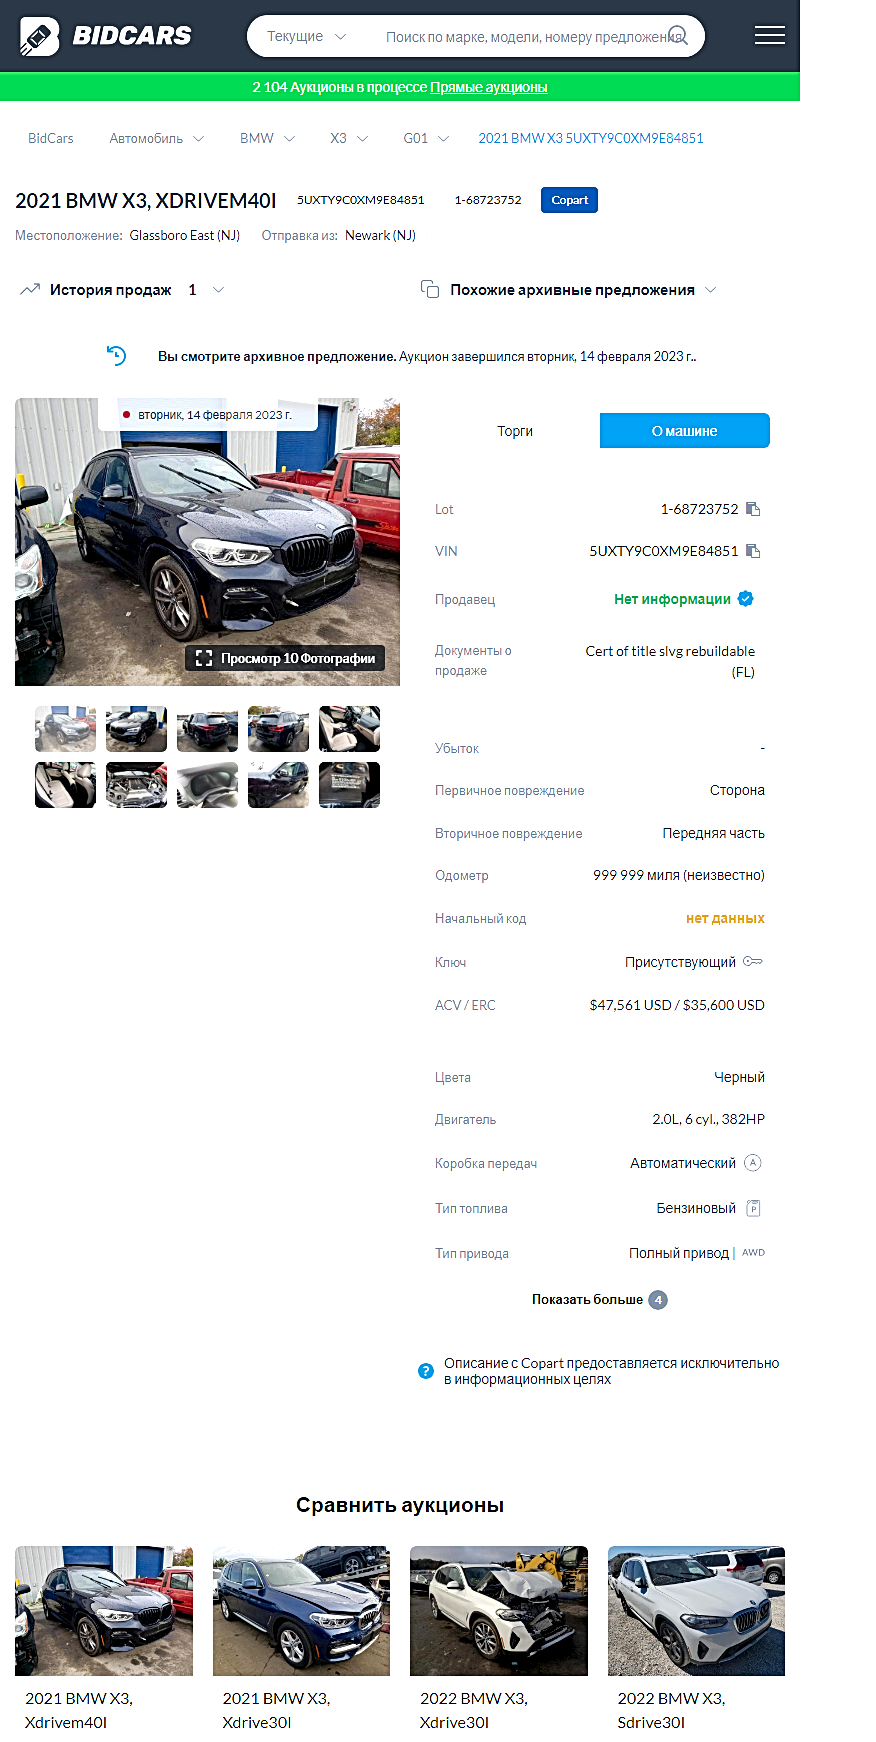 BIDCARS
Текущие
Поиск по марке, модели, номеру предложения
2 104 Аукционы в процессе Прямые аукционы
BidCars Автомобиль BMW X3 G01 2021 BMW X3 5UXTY9C0XM9E84851
2021 BMW X3, XDRIVEM40I 5UXTY9C0XM9E84851 1-68723752 Copart
Местоположение: Glassboro East (NJ) Отправка из: Newark (NJ)
История продаж 1
Похожие архивные предложения
Вы смотрите архивное предложение. Аукцион завершился вторник, 14 февраля 2023 г..
вторник, 14 февраля 2023 г.
Просмотр 10 Фотографии
Торги
О машине
Lot 1-68723752
VIN 5UXTY9C0XM9E84851
Продавец Нет информации
Документы о продаже
Cert of title slvg rebuildable
(FL)
Убыток -
Первичное повреждение Сторона
Вторичное повреждение Передняя часть
Одометр 999 999 миля (неизвестно)
Начальный код нет данных
Ключ Присутствующий
ACV / ERC $47,561 USD / $35,600 USD
Цвета Черный
Двигатель 2.0L, 6 cyl., 382HP
Коробка передач Автоматический A
Тип топлива Бензиновый P
Тип привода Полный привод | AWD
Показать больше 4
? Описание с Copart предоставляется исключительно
в информационных целях
Сравнить аукционы
2021 BMW X3,
Xdrivem40I
2021 BMW X3,
Xdrive30I
2022 BMW X3,
Xdrive30I
2022 BMW X3,
Sdrive30I